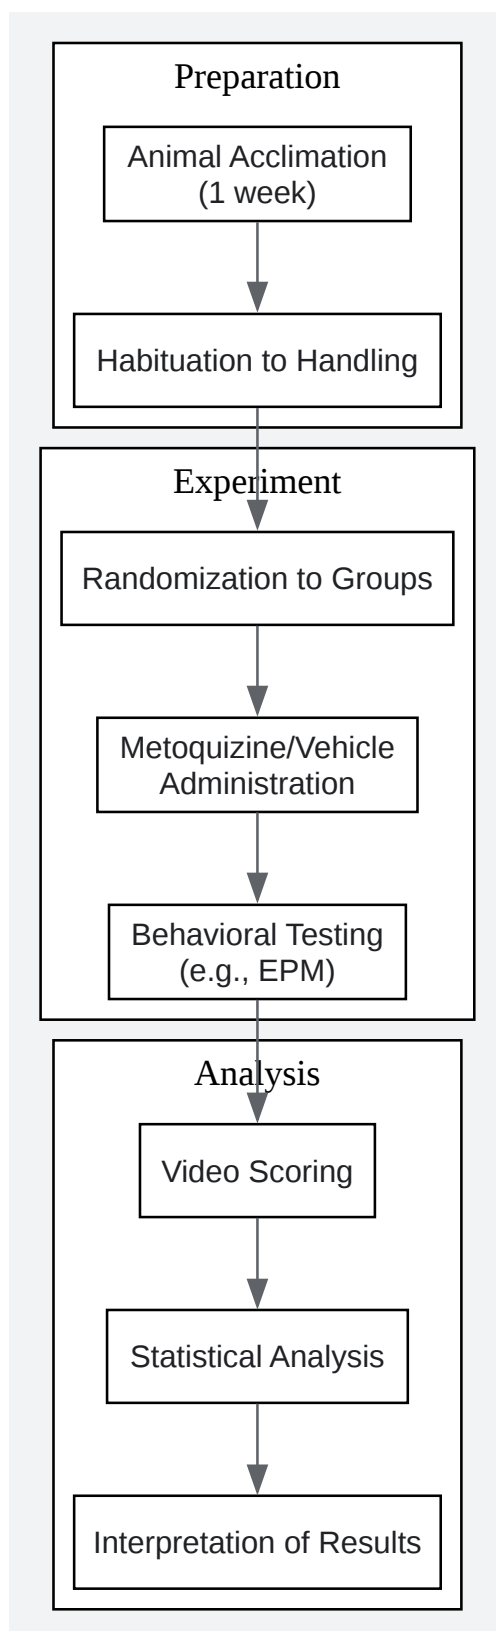 Preparation
Animal Acclimation
(1 week)
Habituation to Handling
Experiment
Randomization to Groups
Metoquizine/Vehicle
Administration
Behavioral Testing
(e.g., EPM)
Analysis
Video Scoring
Statistical Analysis
Interpretation of Results